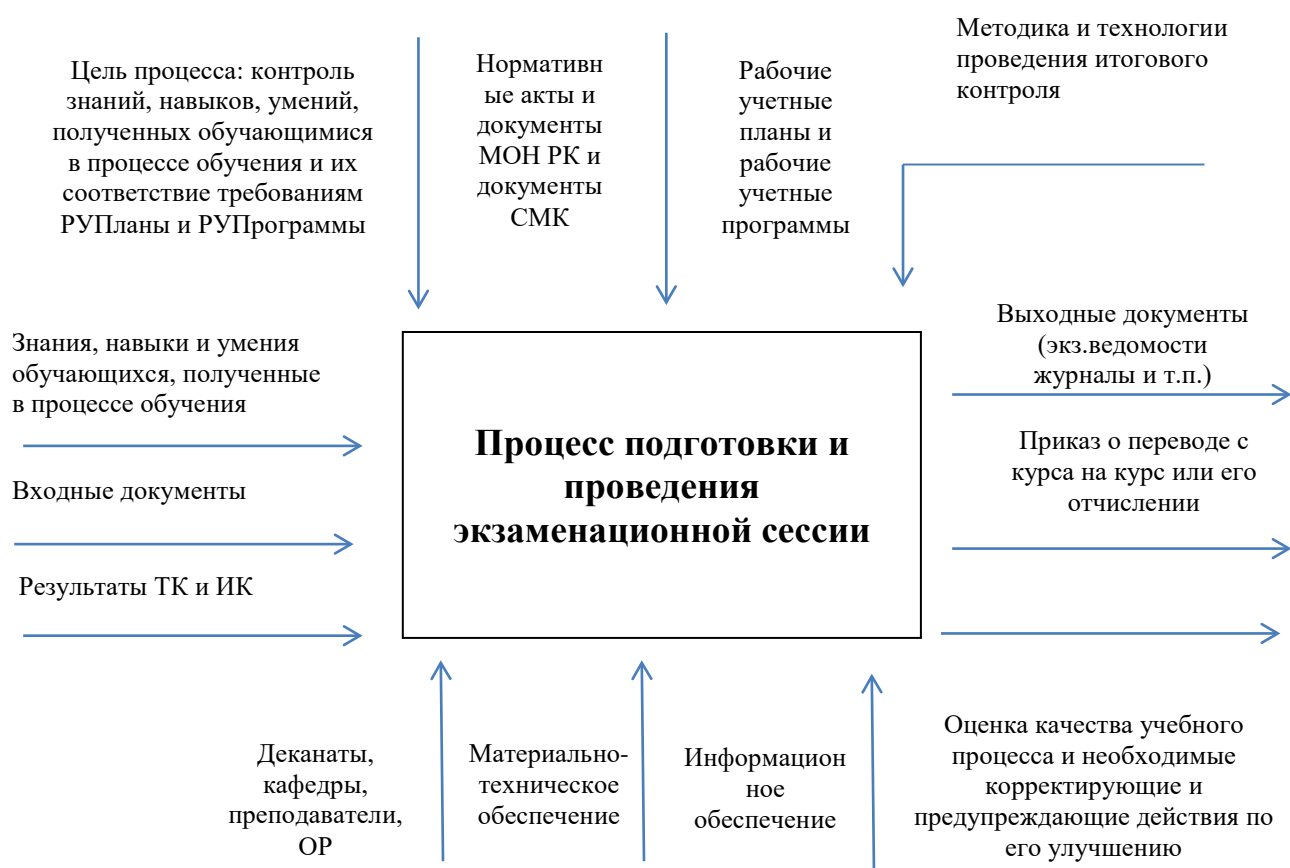 Цель процесса: контроль
знаний, навыков, умений,
полученных обучающимися
в процессе обучения и их
соответствие требованиям
РУПланы и РУПрограммы
Нормативн
ые акты и
документы
МОН РК и
документы
СМК
Рабочие
учетные
планы и
рабочие
учетные
программы
Методика и технологии
проведения итогового
контроля
Знания, навыки и умения
обучающихся, полученные
в процессе обучения
Входные документы
Результаты ТК и ИК
Процесс подготовки и
проведения
экзаменационной сессии
Выходные документы
(экз.ведомости
журналы и т.п.)
Приказ о переводе с
курса на курс или его
отчислении
Деканаты,
кафедры,
преподаватели,
ОР
Материально-
техническое
обеспечение
Информацион
ное
обеспечение
Оценка качества учебного
процесса и необходимые
корректирующие и
предупреждающие действия по
его улучшению